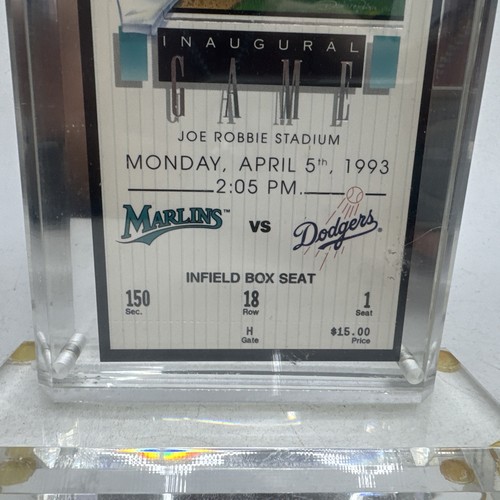 INAUGURAL
GAME
JOE ROBBIE STADIUM
MONDAY, APRIL 5th, 1993
2:05 PM.
MARLINS™ VS Dodgers®
INFIELD BOX SEAT
150 18 1
Sec. Row Seat
H $15.00
Gate Price